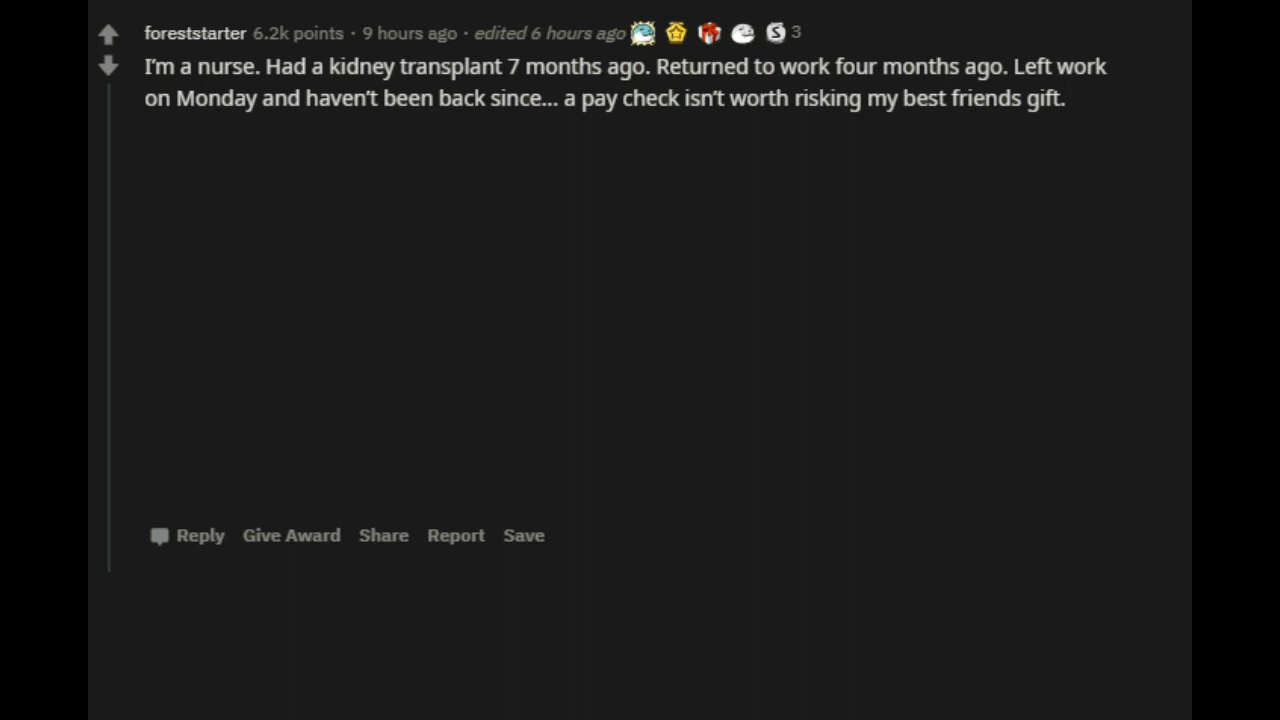 foreststarter 6.2k points · 9 hours ago · edited 6 hours ago 3
I'm a nurse. Had a kidney transplant 7 months ago. Returned to work four months ago. Left work
on Monday and haven't been back since... a pay check isn't worth risking my best friends gift.
Reply Give Award Share Report Save